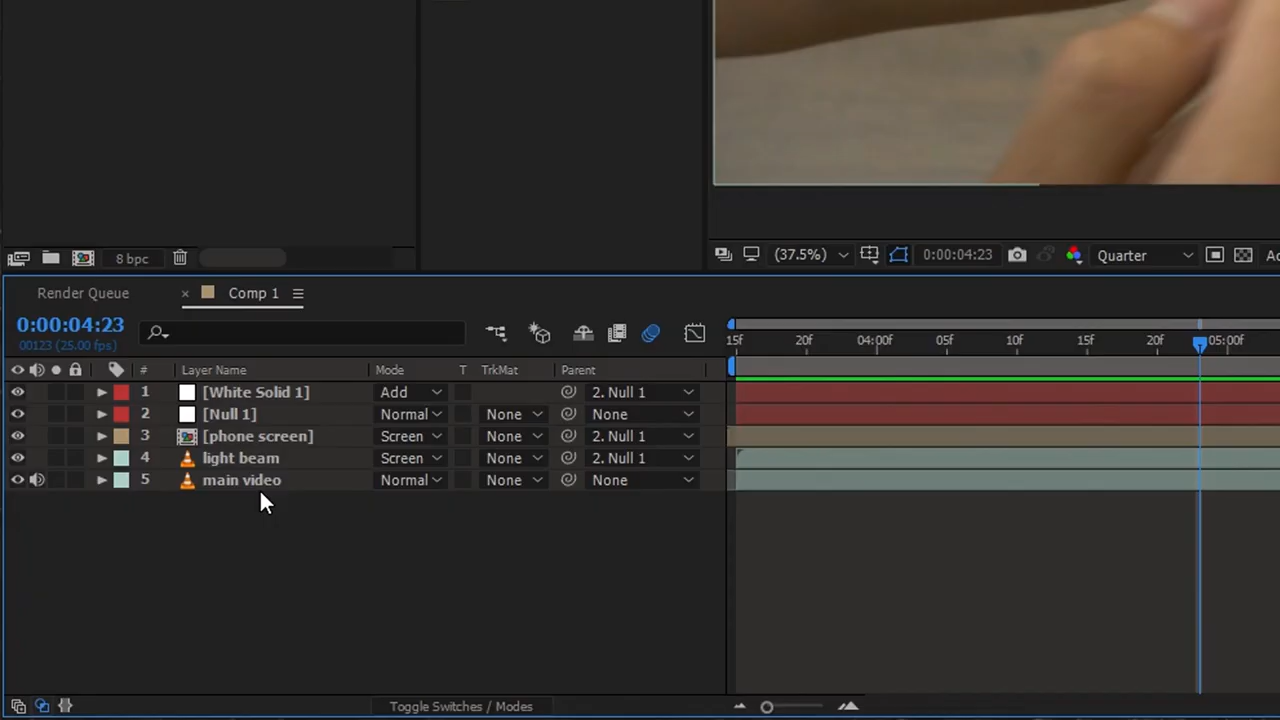 8 bpc
(37.5%) 0:00:04:23 Quarter
Render Queue Comp 1
0:00:04:23
00123 (25.00 fps)
15f 20f 04:00f 05f 10f 15f 20f 05:00f
# Layer Name Mode T TrkMat Parent
1 [White Solid 1] Add 2. Null 1
2 [Null 1] Normal None None
3 [phone screen] Screen None 2. Null 1
4 light beam Screen None 2. Null 1
5 main video Normal None None
Toggle Switches / Modes